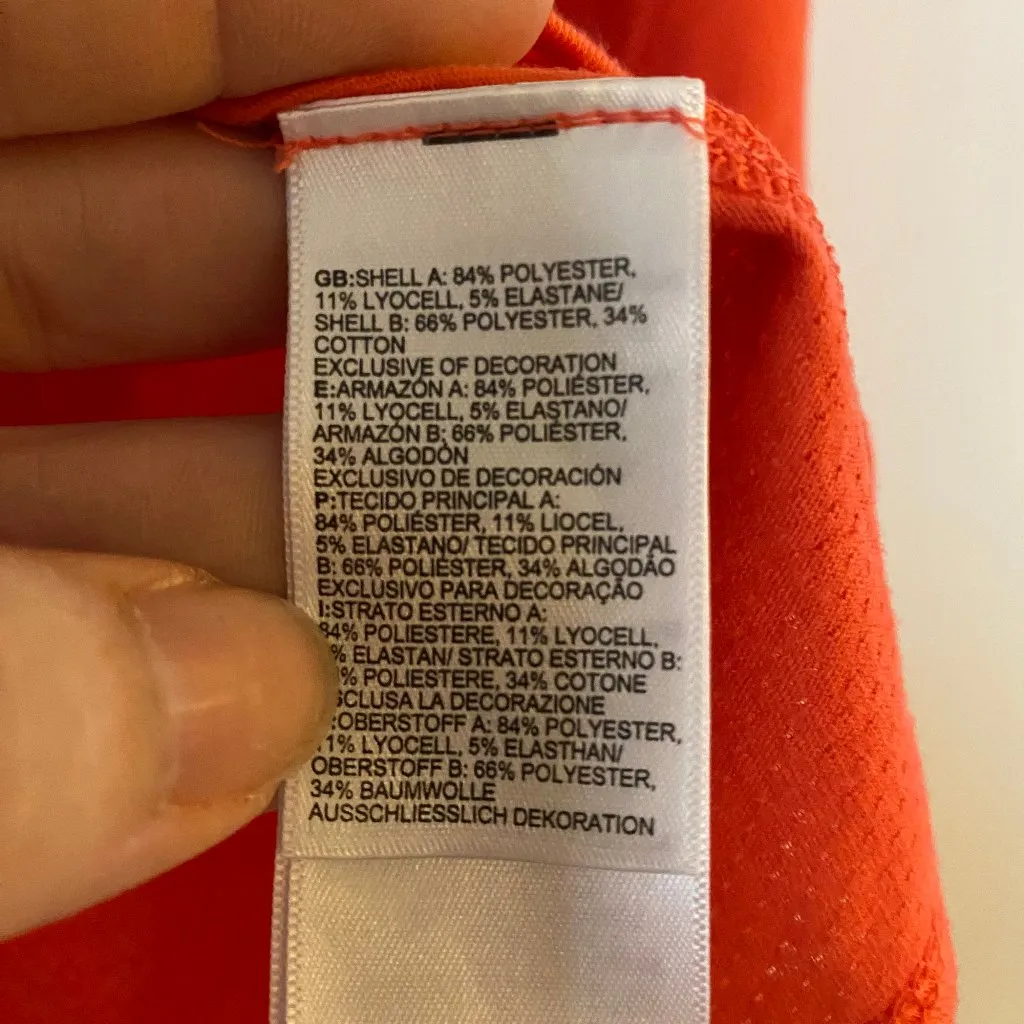 GB:SHELL A: 84% POLYESTER,
11% LYOCELL, 5% ELASTANE/
SHELL B: 66% POLYESTER, 34%
COTTON
EXCLUSIVE OF DECORATION
E:ARMAZÓN A: 84% POLIÉSTER,
11% LYOCELL, 5% ELASTANO/
ARMAZÓN B: 66% POLIÉSTER,
34% ALGODÓN
EXCLUSIVO DE DECORACIÓN
P:TECIDO PRINCIPAL A:
84% POLIÉSTER, 11% LIOCEL,
5% ELASTANO/ TECIDO PRINCIPAL
B: 66% POLIÉSTER, 34% ALGODÃO
EXCLUSIVO PARA DECORAÇÃO
I:STRATO ESTERNO A:
84% POLIESTERE, 11% LYOCELL,
% ELASTAN/ STRATO ESTERNO B:
% POLIESTERE, 34% COTONE
SCLUSA LA DECORAZIONE
:OBERSTOFF A: 84% POLYESTER,
11% LYOCELL, 5% ELASTHAN/
OBERSTOFF B: 66% POLYESTER,
34% BAUMWOLLE
AUSSCHLIESSLICH DEKORATION